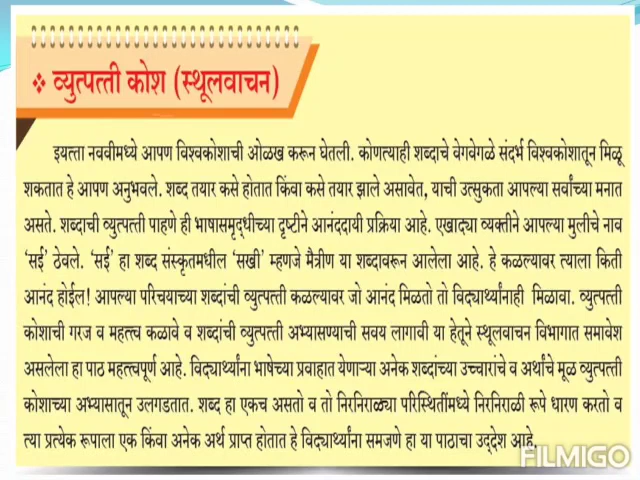 ❖ व्युत्पत्ती कोश (स्थूलवाचन)
इयत्ता नववीमध्ये आपण विश्वकोशाची ओळख करून घेतली. कोणत्याही शब्दाचे वेगवेगळे संदर्भ विश्वकोशातून मिळू
शकतात हे आपण अनुभवले. शब्द तयार कसे होतात किंवा कसे तयार झाले असावेत, याची उत्सुकता आपल्या सर्वांच्या मनात
असते. शब्दाची व्युत्पत्ती पाहणे ही भाषासमृद्धीच्या दृष्टीने आनंददायी प्रक्रिया आहे. एखाद्या व्यक्तीने आपल्या मुलीचे नाव
‘सई’ ठेवले. ‘सई’ हा शब्द संस्कृतमधील ‘सखी’ म्हणजे मैत्रीण या शब्दावरून आलेला आहे. हे कळल्यावर त्याला किती
आनंद होईल! आपल्या परिचयाच्या शब्दांची व्युत्पत्ती कळल्यावर जो आनंद मिळतो तो विद्यार्थ्यांनाही मिळावा. व्युत्पत्ती
कोशाची गरज व महत्त्व कळावे व शब्दांची व्युत्पत्ती अभ्यासण्याची सवय लागावी या हेतूने स्थूलवाचन विभागात समावेश
असलेला हा पाठ महत्त्वपूर्ण आहे. विद्यार्थ्यांना भाषेच्या प्रवाहात येणाऱ्या अनेक शब्दांच्या उच्चारांचे व अर्थांचे मूळ व्युत्पत्ती
कोशाच्या अभ्यासातून उलगडतात. शब्द हा एकच असतो व तो निरनिराळ्या परिस्थितींमध्ये निरनिराळी रूपे धारण करतो व
त्या प्रत्येक रूपाला एक किंवा अनेक अर्थ प्राप्त होतात हे विद्यार्थ्यांना समजणे हा या पाठाचा उद्देश आहे.
FILMIGO